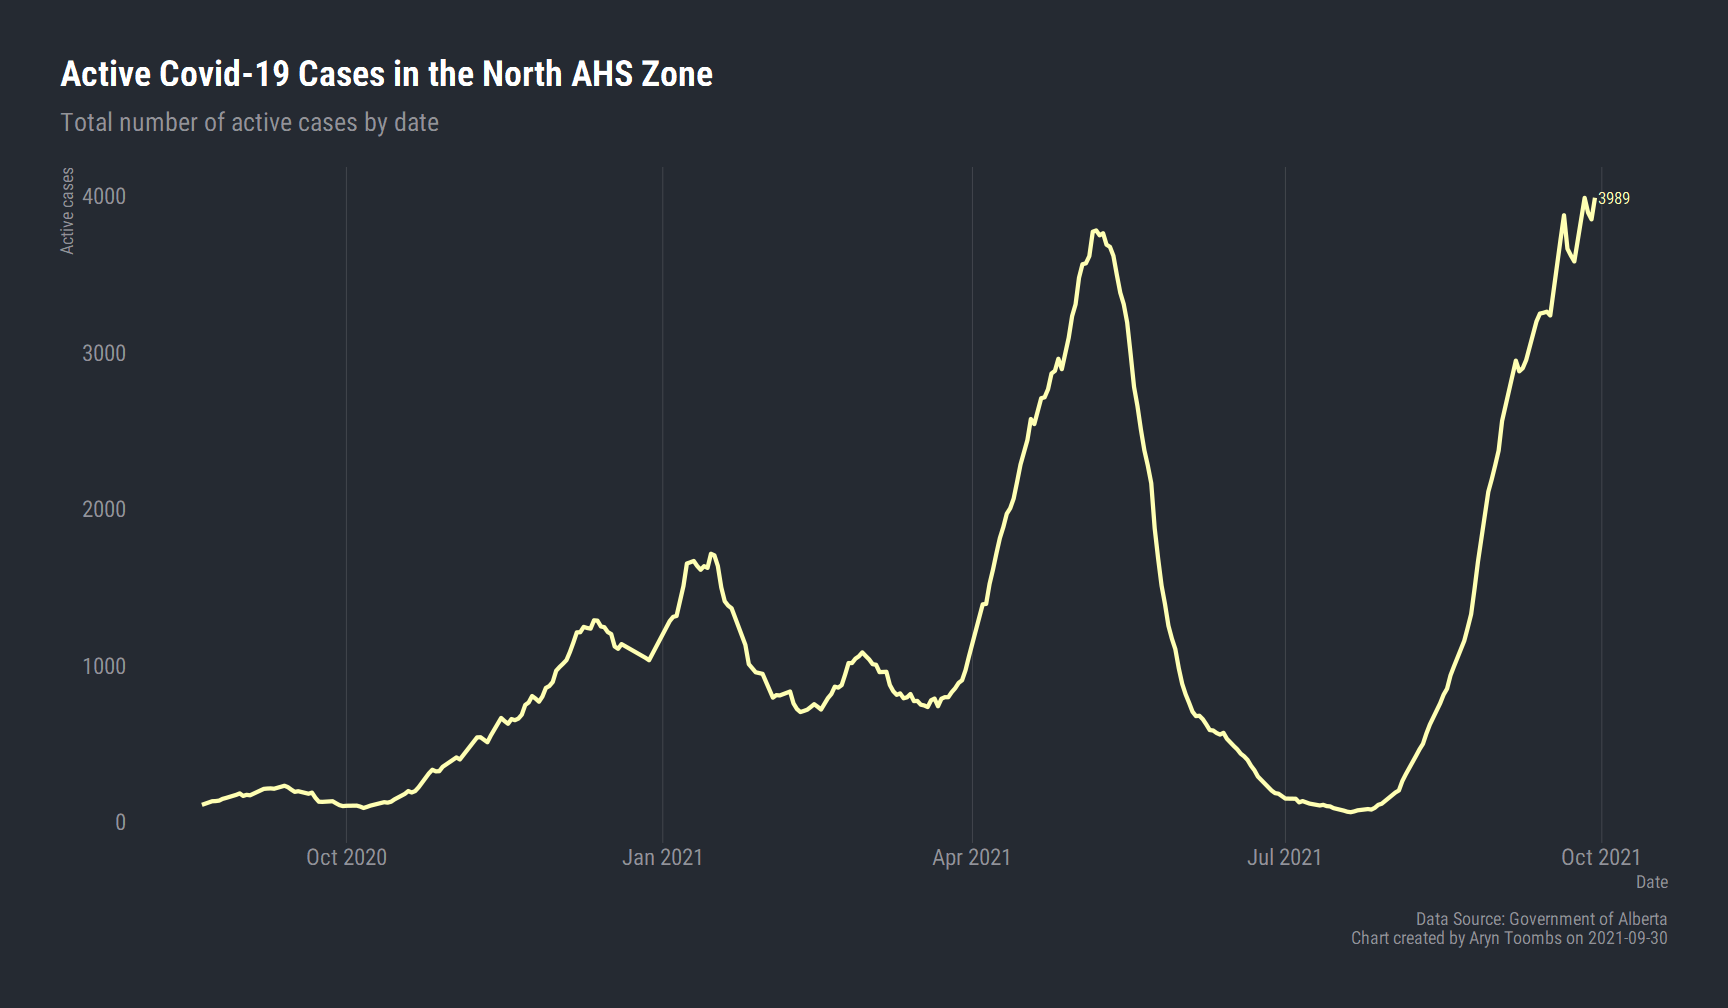 Active Covid-19 Cases in the North AHS Zone
Total number of active cases by date
Active cases
4000
3000
2000
1000
0
3989
Oct 2020
Jan 2021
Apr 2021
Jul 2021
Oct 2021
Date
Data Source: Government of Alberta
Chart created by Aryn Toombs on 2021-09-30